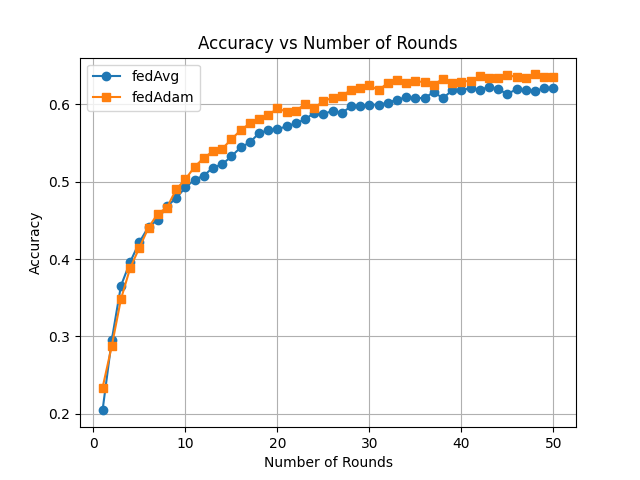 Accuracy vs Number of Rounds
fedAvg
fedAdam
Accuracy
0.6
0.5
0.4
0.3
0.2
0 10 20 30 40 50
Number of Rounds